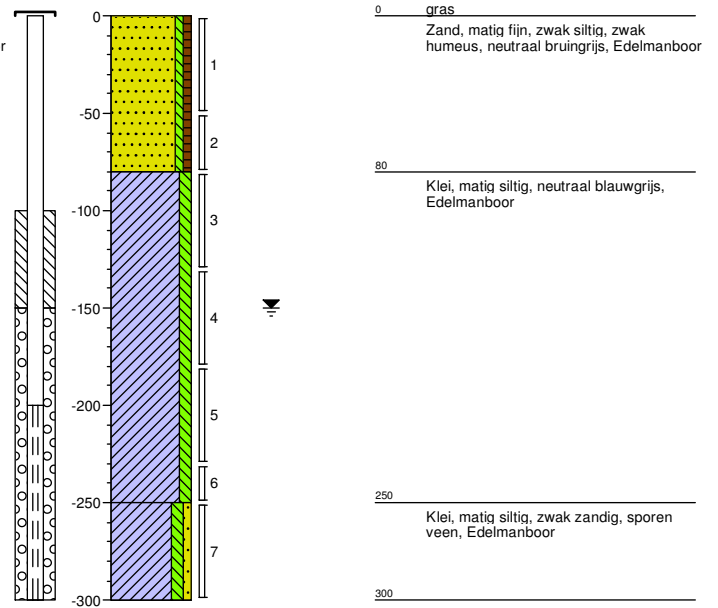 r
0
-50
-100
-150
-200
-250
-300
1
2
3
4
5
6
7
0
gras
Zand, matig fijn, zwak siltig, zwak
humeus, neutraal bruingrijs, Edelmanboor
80
Klei, matig siltig, neutraal blauwgrijs,
Edelmanboor
250
Klei, matig siltig, zwak zandig, sporen
veen, Edelmanboor
300